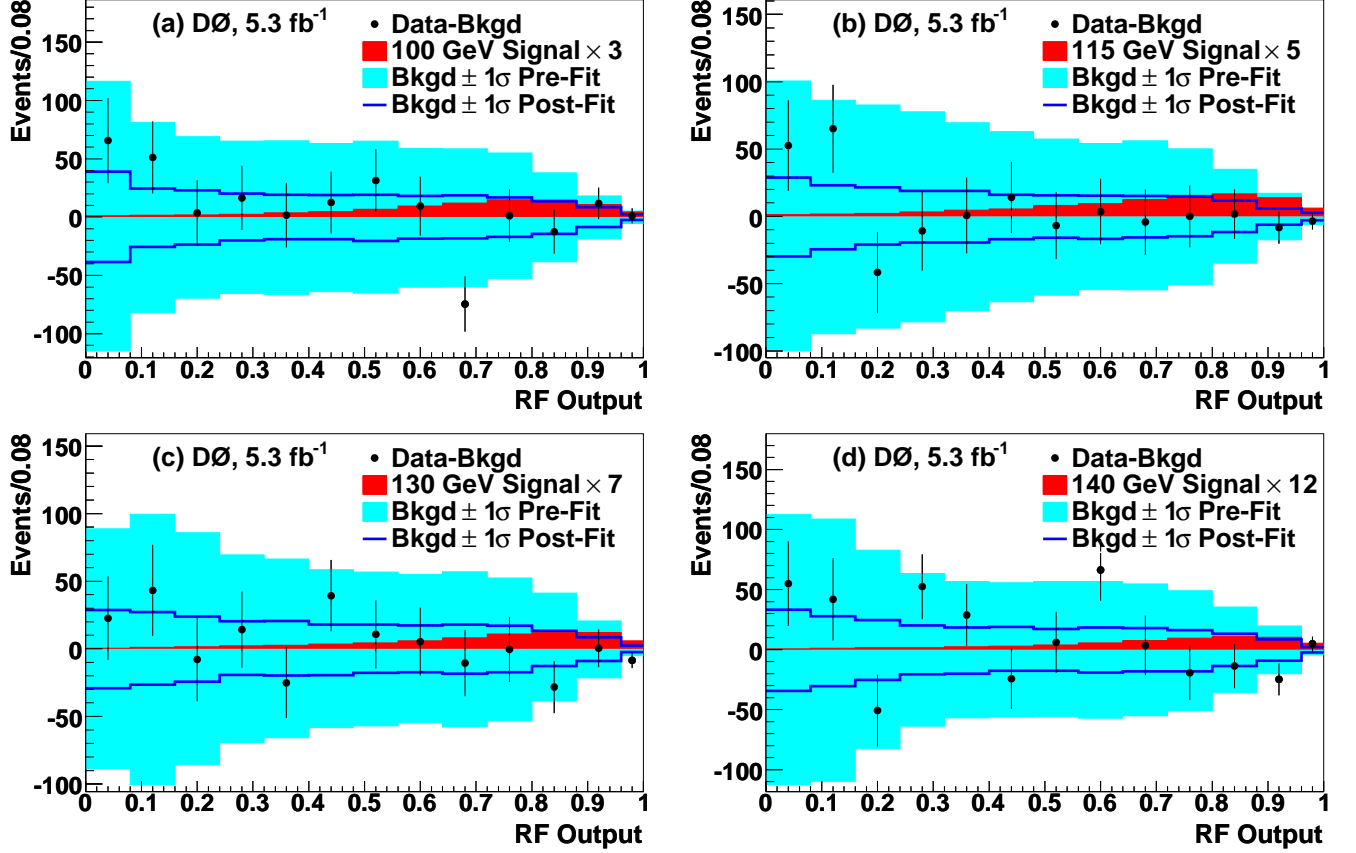 (a) DØ, 5.3 fb⁻¹
Data-Bkgd
100 GeV Signal × 3
Bkgd ± 1σ Pre-Fit
Bkgd ± 1σ Post-Fit
Events/0.08
150
100
50
0
-50
-100
0 0.1 0.2 0.3 0.4 0.5 0.6 0.7 0.8 0.9 1
RF Output
(b) DØ, 5.3 fb⁻¹
Data-Bkgd
115 GeV Signal × 5
Bkgd ± 1σ Pre-Fit
Bkgd ± 1σ Post-Fit
Events/0.08
150
100
50
0
-50
-100
0 0.1 0.2 0.3 0.4 0.5 0.6 0.7 0.8 0.9 1
RF Output
(c) DØ, 5.3 fb⁻¹
Data-Bkgd
130 GeV Signal × 7
Bkgd ± 1σ Pre-Fit
Bkgd ± 1σ Post-Fit
Events/0.08
150
100
50
0
-50
-100
0 0.1 0.2 0.3 0.4 0.5 0.6 0.7 0.8 0.9 1
RF Output
(d) DØ, 5.3 fb⁻¹
Data-Bkgd
140 GeV Signal × 12
Bkgd ± 1σ Pre-Fit
Bkgd ± 1σ Post-Fit
Events/0.08
150
100
50
0
-50
-100
0 0.1 0.2 0.3 0.4 0.5 0.6 0.7 0.8 0.9 1
RF Output